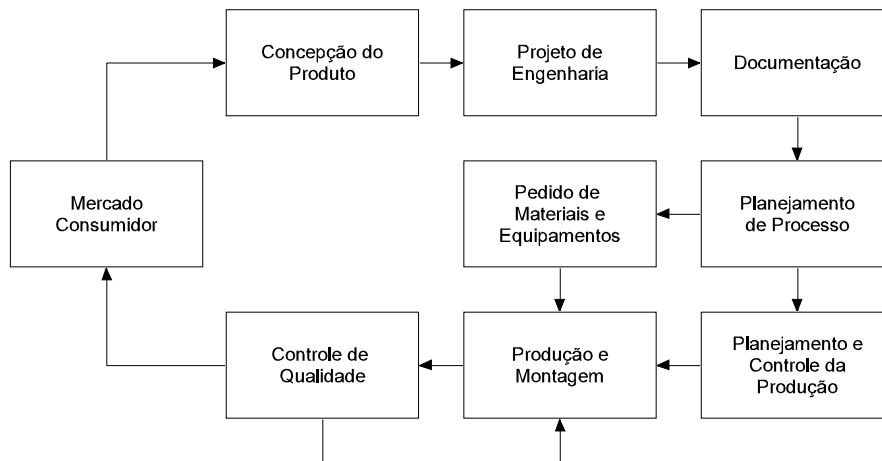 Concepção do
Produto
Projeto de
Engenharia
Documentação
Mercado
Consumidor
Pedido de
Materiais e
Equipamentos
Planejamento
de Processo
Controle de
Qualidade
Produção e
Montagem
Planejamento e
Controle da
Produção